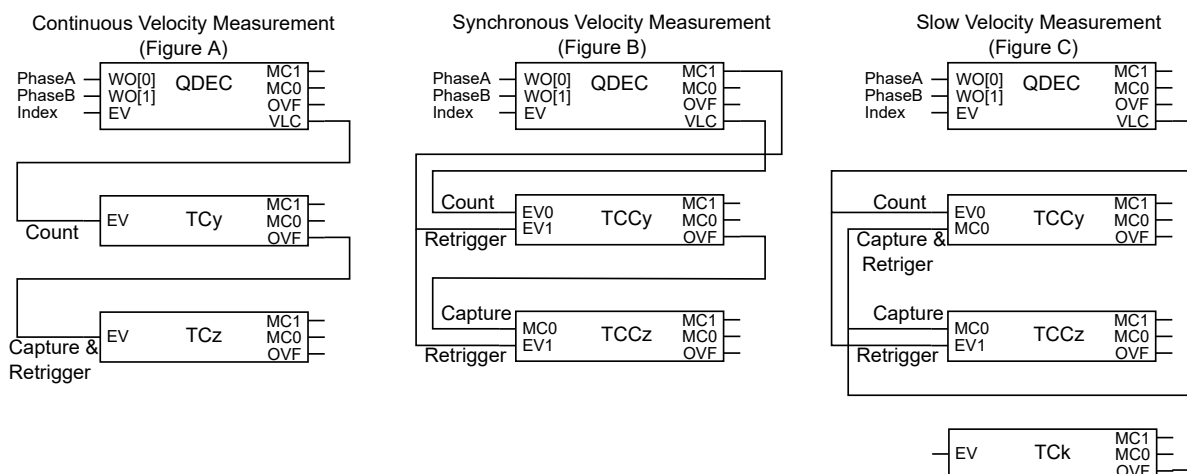 Continuous Velocity Measurement
(Figure A)
PhaseA
PhaseB
Index
WO[0]
WO[1]
EV
QDEC
MC1
MC0
OVF
VLC
Count
EV
TCy
MC1
MC0
OVF
Capture &
Retrigger
EV
TCz
MC1
MC0
OVF
Synchronous Velocity Measurement
(Figure B)
PhaseA
PhaseB
Index
WO[0]
WO[1]
EV
QDEC
MC1
MC0
OVF
VLC
Count
Retrigger
EV0
EV1
TCCy
MC1
MC0
OVF
Capture
Retrigger
MC0
EV1
TCCz
MC1
MC0
OVF
Slow Velocity Measurement
(Figure C)
PhaseA
PhaseB
Index
WO[0]
WO[1]
EV
QDEC
MC1
MC0
OVF
VLC
Count
Capture &
Retriger
EV0
MC0
TCCy
MC1
MC0
OVF
Capture
Retrigger
MC0
EV1
TCCz
MC1
MC0
OVF
EV
TCk
MC1
MC0
OVF